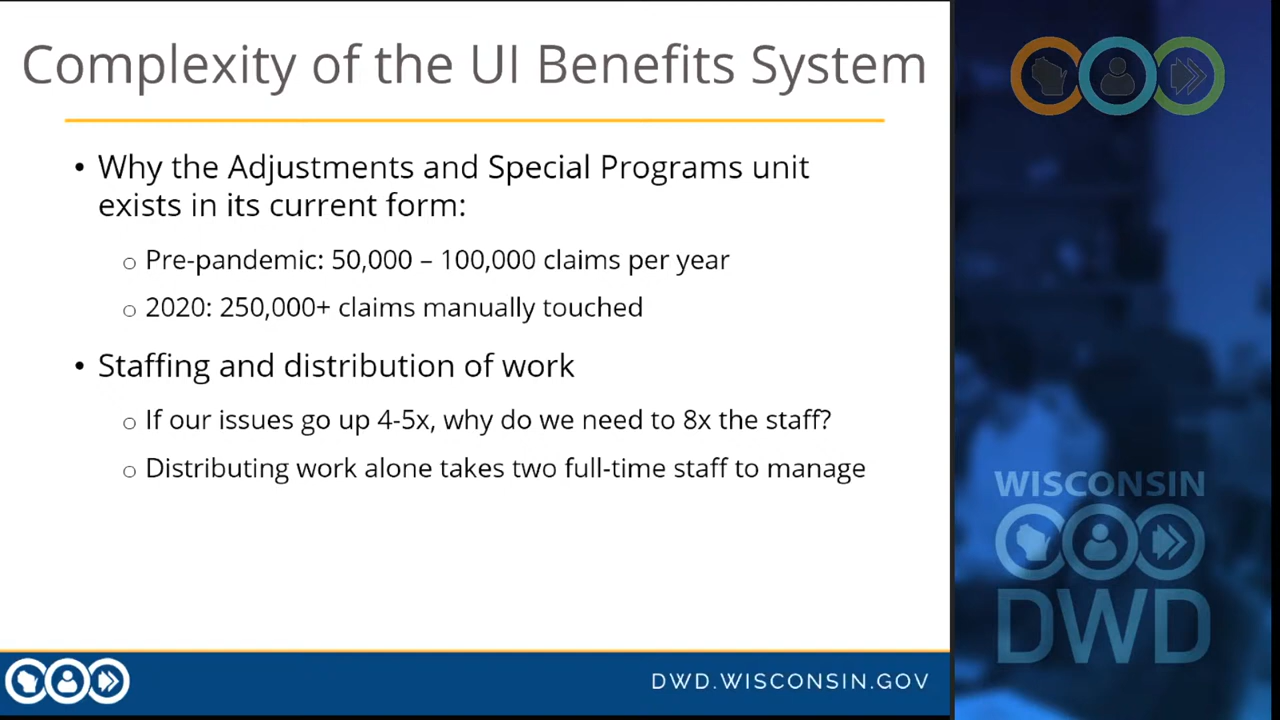 Complexity of the UI Benefits System
• Why the Adjustments and Special Programs unit
exists in its current form:
○ Pre-pandemic: 50,000 – 100,000 claims per year
○ 2020: 250,000+ claims manually touched
• Staffing and distribution of work
○ If our issues go up 4-5x, why do we need to 8x the staff?
○ Distributing work alone takes two full-time staff to manage
DWD.WISCONSIN.GOV
WISCONSIN
DWD